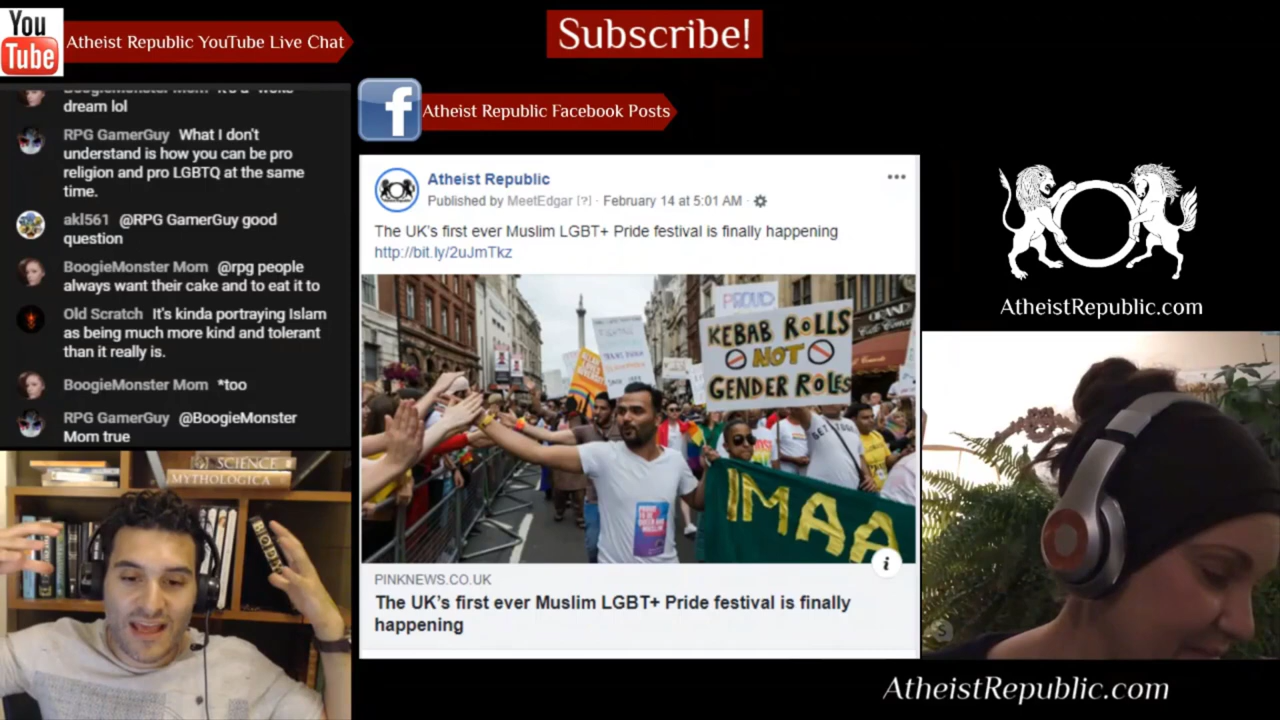 You
Tube
Atheist Republic YouTube Live Chat
Subscribe!
Atheist Republic Facebook Posts
BoogieMonster Mom It's a *woke
dream lol
RPG GamerGuy What I don't
understand is how you can be pro
religion and pro LGBTQ at the same
time.
akl561 @RPG GamerGuy good
question
BoogieMonster Mom @rpg people
always want their cake and to eat it to
Old Scratch It's kinda portraying Islam
as being much more kind and tolerant
than it really is.
BoogieMonster Mom *too
RPG GamerGuy @BoogieMonster
Mom true
f
Atheist Republic
Published by MeetEdgar [?] · February 14 at 5:01 AM ·
The UK's first ever Muslim LGBT+ Pride festival is finally happening
http://bit.ly/2uJmTkz
PROUD
KEBAB ROLLS
NOT
GENDER ROLES
IMAA
i
PINKNEWS.CO.UK
The UK's first ever Muslim LGBT+ Pride festival is finally
happening
AtheistRepublic.com
SCIENCE
MYTHOLOGICA
AtheistRepublic.com